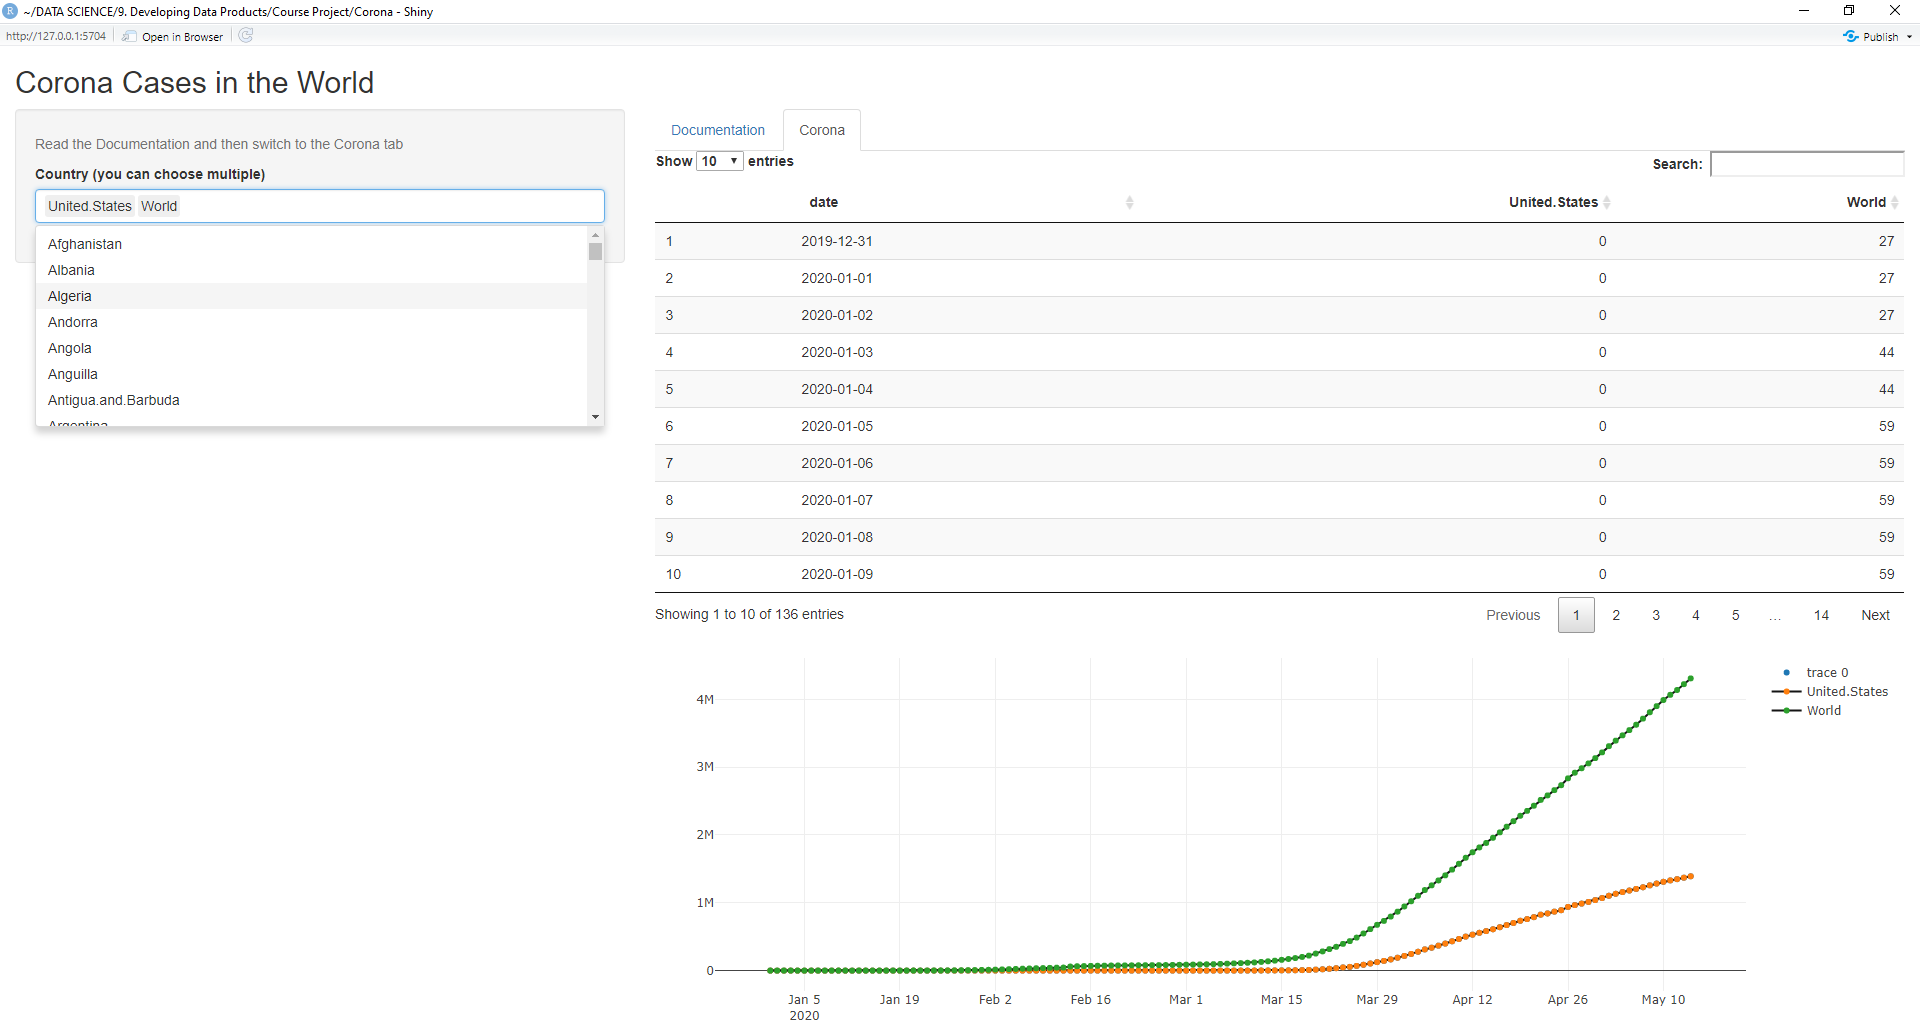 R ~/DATA SCIENCE/9. Developing Data Products/Course Project/Corona - Shiny
http://127.0.0.1:5704 Open in Browser Publish
Corona Cases in the World
Read the Documentation and then switch to the Corona tab
Country (you can choose multiple)
United.States World
Afghanistan
Albania
Algeria
Andorra
Angola
Anguilla
Antigua.and.Barbuda
Argentina
Documentation Corona
Show 10 entries Search:
date United.States World
1 2019-12-31 0 27
2 2020-01-01 0 27
3 2020-01-02 0 27
4 2020-01-03 0 44
5 2020-01-04 0 44
6 2020-01-05 0 59
7 2020-01-06 0 59
8 2020-01-07 0 59
9 2020-01-08 0 59
10 2020-01-09 0 59
Showing 1 to 10 of 136 entries Previous 1 2 3 4 5 … 14 Next
trace 0
United.States
World
4M
3M
2M
1M
0
Jan 5 Jan 19 Feb 2 Feb 16 Mar 1 Mar 15 Mar 29 Apr 12 Apr 26 May 10
2020